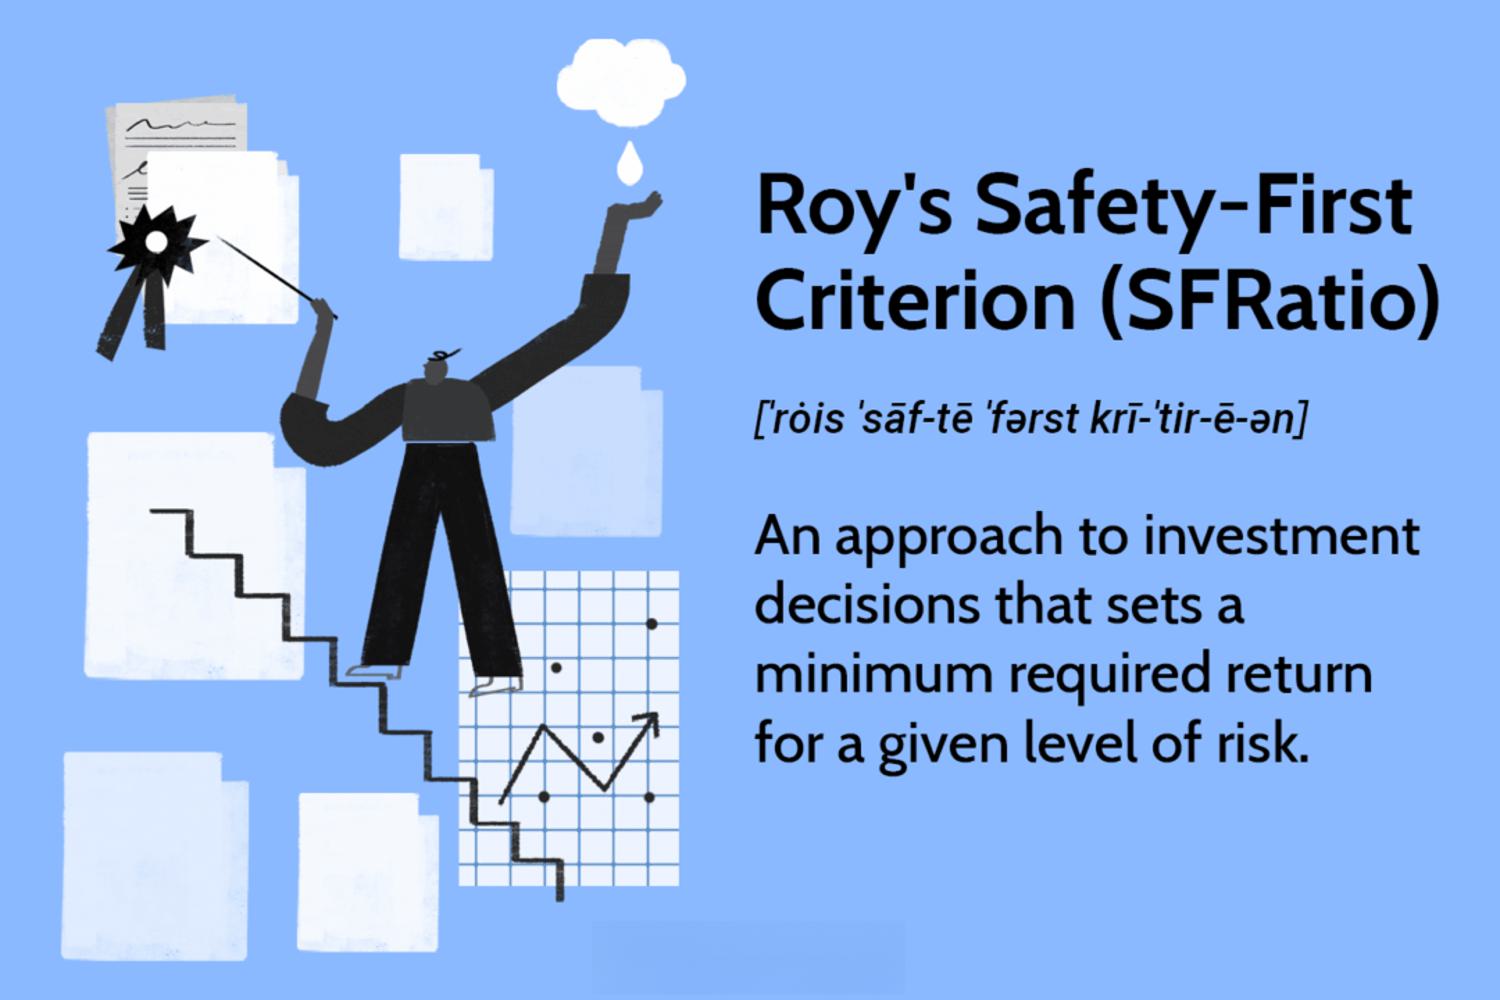 Roy's Safety-First
Criterion (SFRatio)
[ˈrȯis ˈsāf-tē ˈfərst krī-ˈtir-ē-ən]
An approach to investment
decisions that sets a
minimum required return
for a given level of risk.